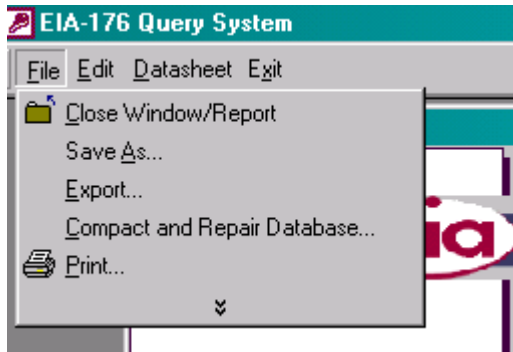 EIA-176 Query System
File Edit Datasheet Exit
Close Window/Report
Save As...
Export...
Compact and Repair Database...
Print...
ia